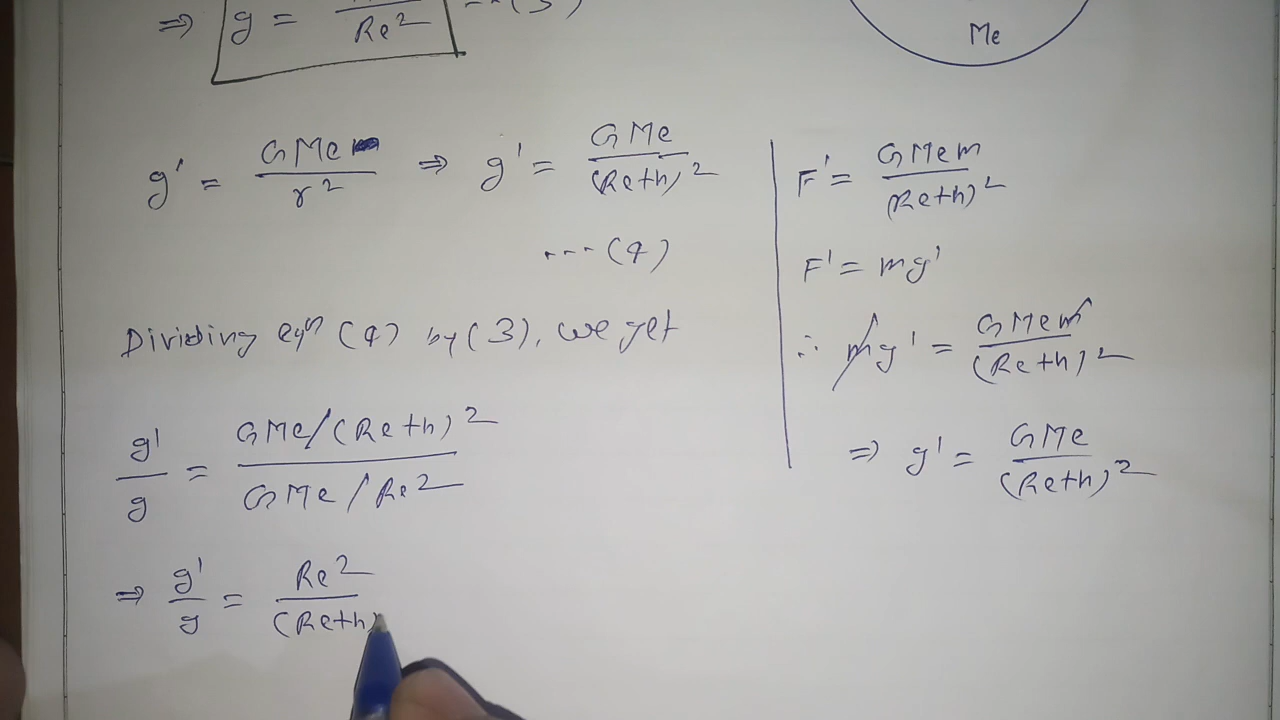 ⇒ g = / Re² ---(3)
Me
g' = GMe / r² ⇒ g' = GMe / (Re+h)²
---(4)
Dividing eqⁿ (4) by (3), we get
g'/g = GMe/(Re+h)² / GMe/Re²
⇒ g'/g = Re² / (Re+h)
F' = GMem / (Re+h)²
F' = mg'
∴ mg' = GMem / (Re+h)²
⇒ g' = GMe / (Re+h)²